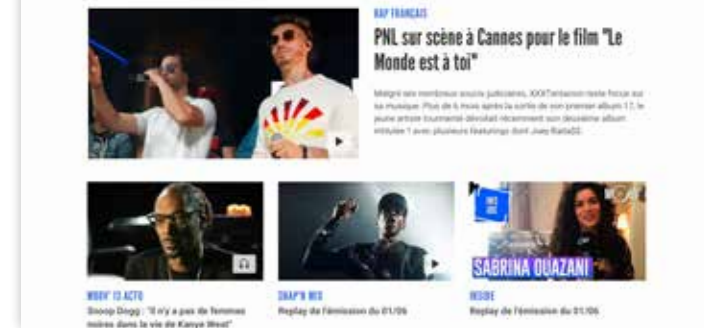 RAP FRANÇAIS
PNL sur scène à Cannes pour le film "Le
Monde est à toi"
Malgré ses nombreux soucis judiciaires, XXXTentacion reste focus sur
sa musique. Plus de 6 mois après la sortie de son premier album 17, le
jeune artiste tourmenté dévoilait récemment son deuxième album
intitulée ? avec plusieurs featurings dont Joey Bada$$.
INSIDE
SABRINA OUAZANI
MOUV' 13 ACTU
SNAP'N MIX
INSIDE
Snoop Dogg : "Il n'y a pas de femmes
noires dans la vie de Kanye West"
Replay de l'émission du 01/06
Replay de l'émission du 01/06